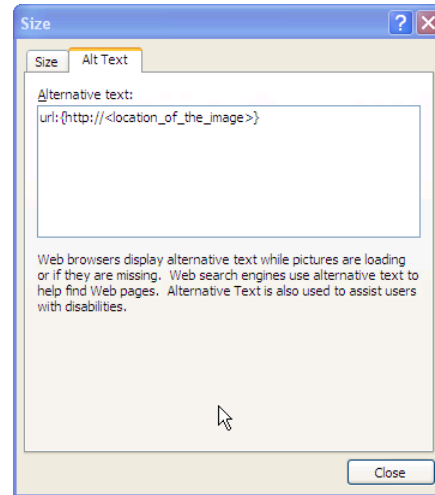 Size
Size
Alt Text
Alternative text:
url:{http://<location_of_the_image>}
Web browsers display alternative text while pictures are loading
or if they are missing.  Web search engines use alternative text to
help find Web pages.  Alternative Text is also used to assist users
with disabilities.
Close